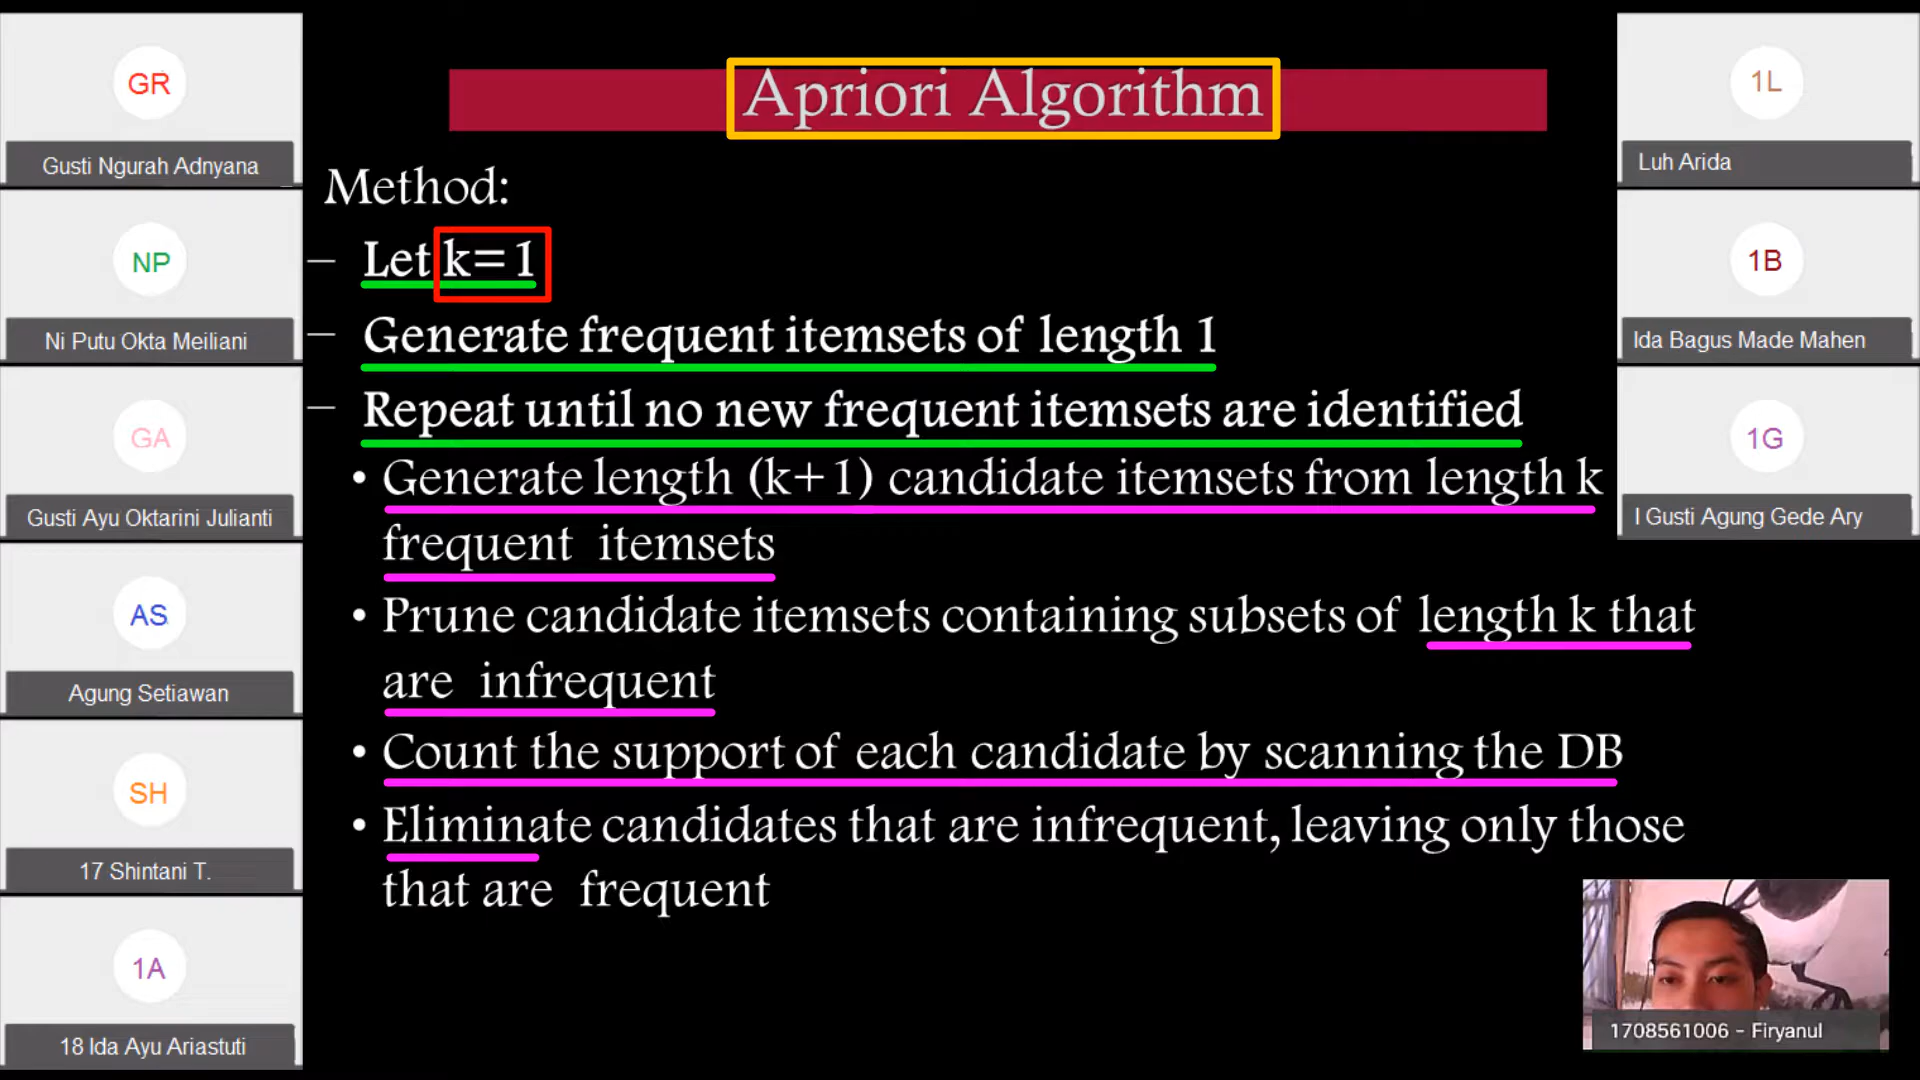 GR
Gusti Ngurah Adnyana
NP
Ni Putu Okta Meiliani
GA
Gusti Ayu Oktarini Julianti
AS
Agung Setiawan
SH
17 Shintani T.
1A
18 Ida Ayu Ariastuti
Apriori Algorithm
Method:
– Let k=1
– Generate frequent itemsets of length 1
– Repeat until no new frequent itemsets are identified
• Generate length (k+1) candidate itemsets from length k
frequent itemsets
• Prune candidate itemsets containing subsets of length k that
are infrequent
• Count the support of each candidate by scanning the DB
• Eliminate candidates that are infrequent, leaving only those
that are frequent
1L
Luh Arida
1B
Ida Bagus Made Mahen
1G
I Gusti Agung Gede Ary
1708561006 - Firyanul